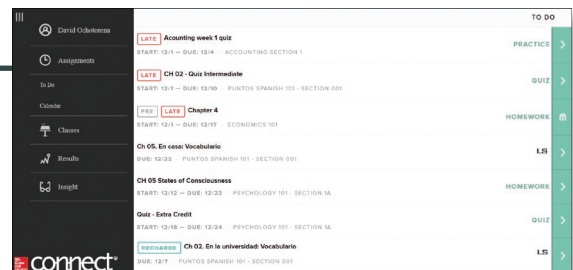 TO DO
David Ochotorena
Assignments
To Do
Calendar
Classes
Results
Insight
connect®
LATE Acounting week 1 quiz
START: 12/1 — DUE: 12/4 · ACCOUNTING SECTION 1
PRACTICE
LATE CH 02 - Quiz Intermediate
START: 12/1 — DUE: 12/10 · PUNTOS SPANISH 101 - SECTION 001
QUIZ
PRE LATE Chapter 4
START: 12/1 — DUE: 12/17 · ECONOMICS 101
HOMEWORK
Ch 05. En casa: Vocabulario
DUE: 12/22 · PUNTOS SPANISH 101 - SECTION 001
LS
CH 05 States of Consciousness
START: 12/12 — DUE: 12/23 · PSYCHOLOGY 101 - SECTION 1A
HOMEWORK
Quiz - Extra Credit
START: 12/18 — DUE: 12/24 · PSYCHOLOGY 101 - SECTION 1A
QUIZ
RECHARGE Ch 02. En la universidad: Vocabulario
DUE: 12/7 · PUNTOS SPANISH 101 - SECTION 001
LS